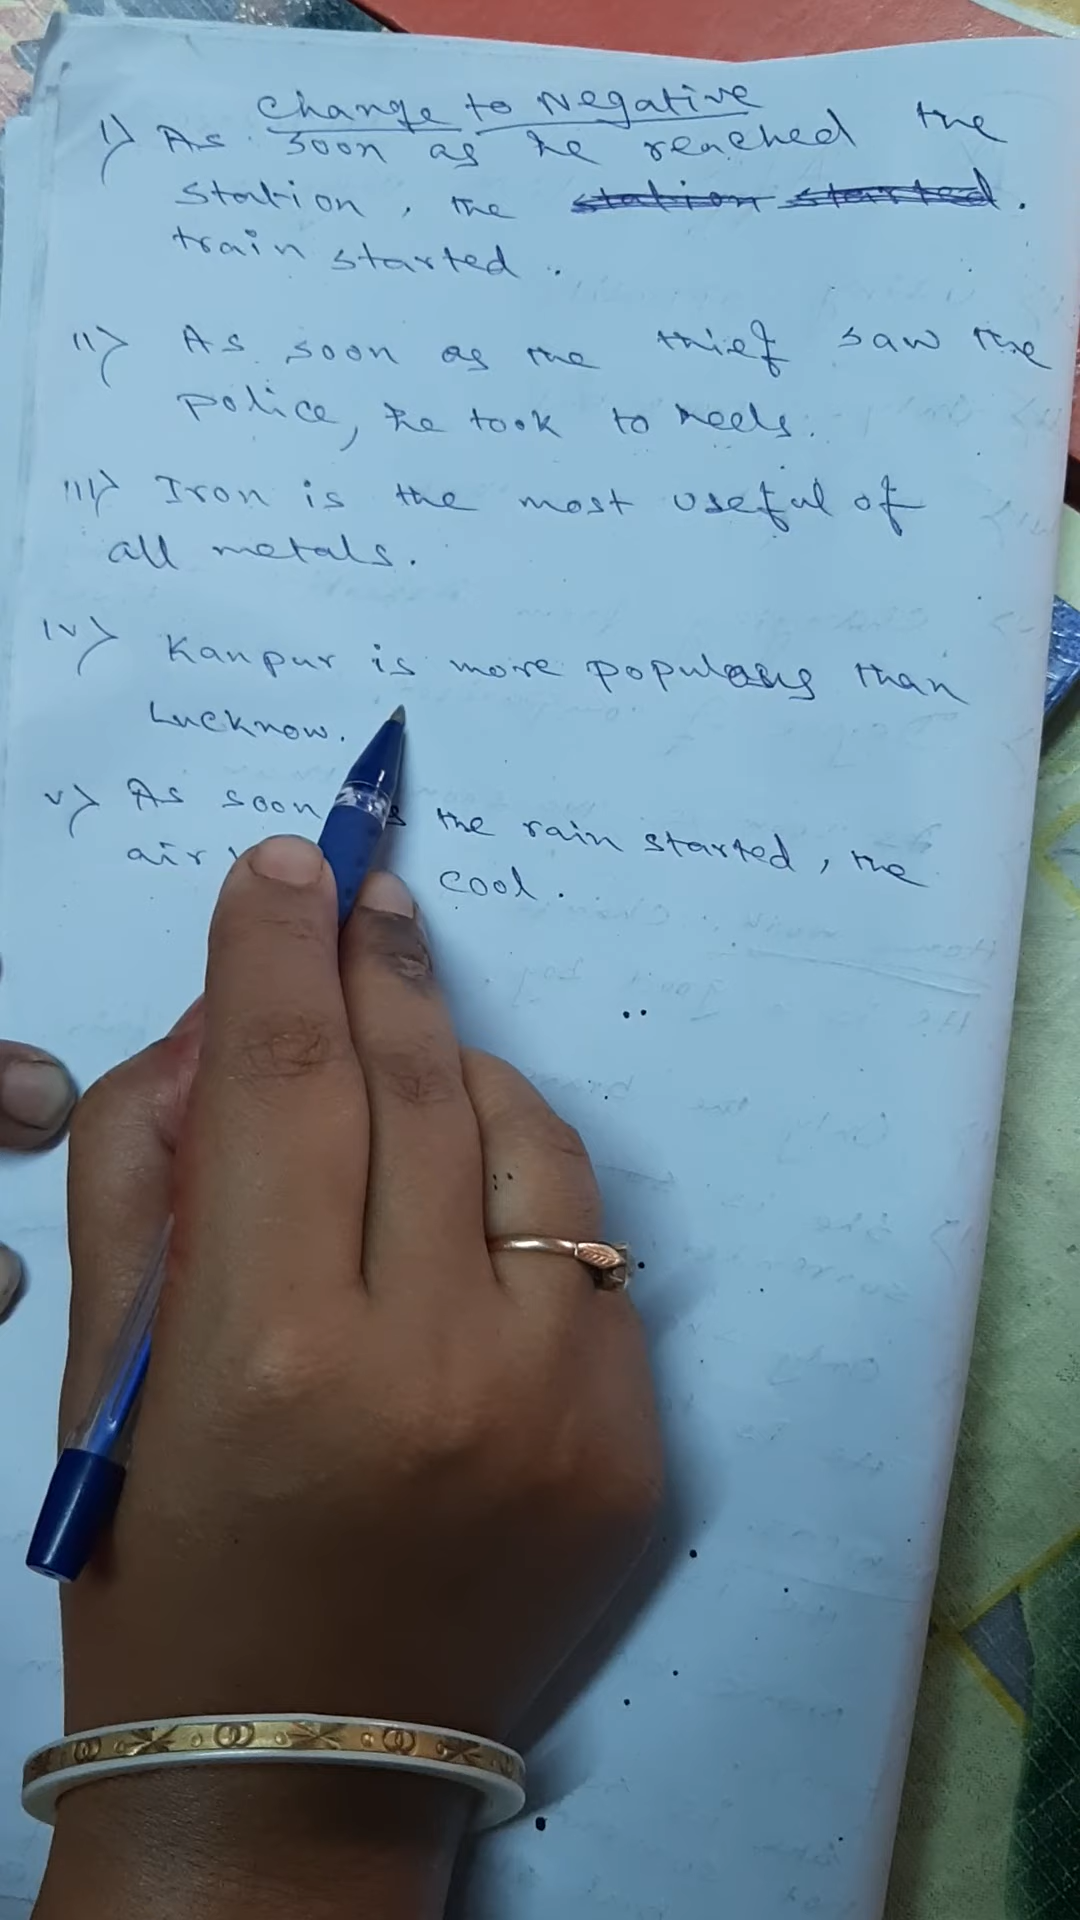 Change to Negative
I) As soon as he reached the
station, the station started.
train started.
II) As soon as the thief saw the
police, he took to heels.
III) Iron is the most useful of
all metals.
IV) Kanpur is more populous than
Lucknow.
V) As soon the rain started, the
air cool.